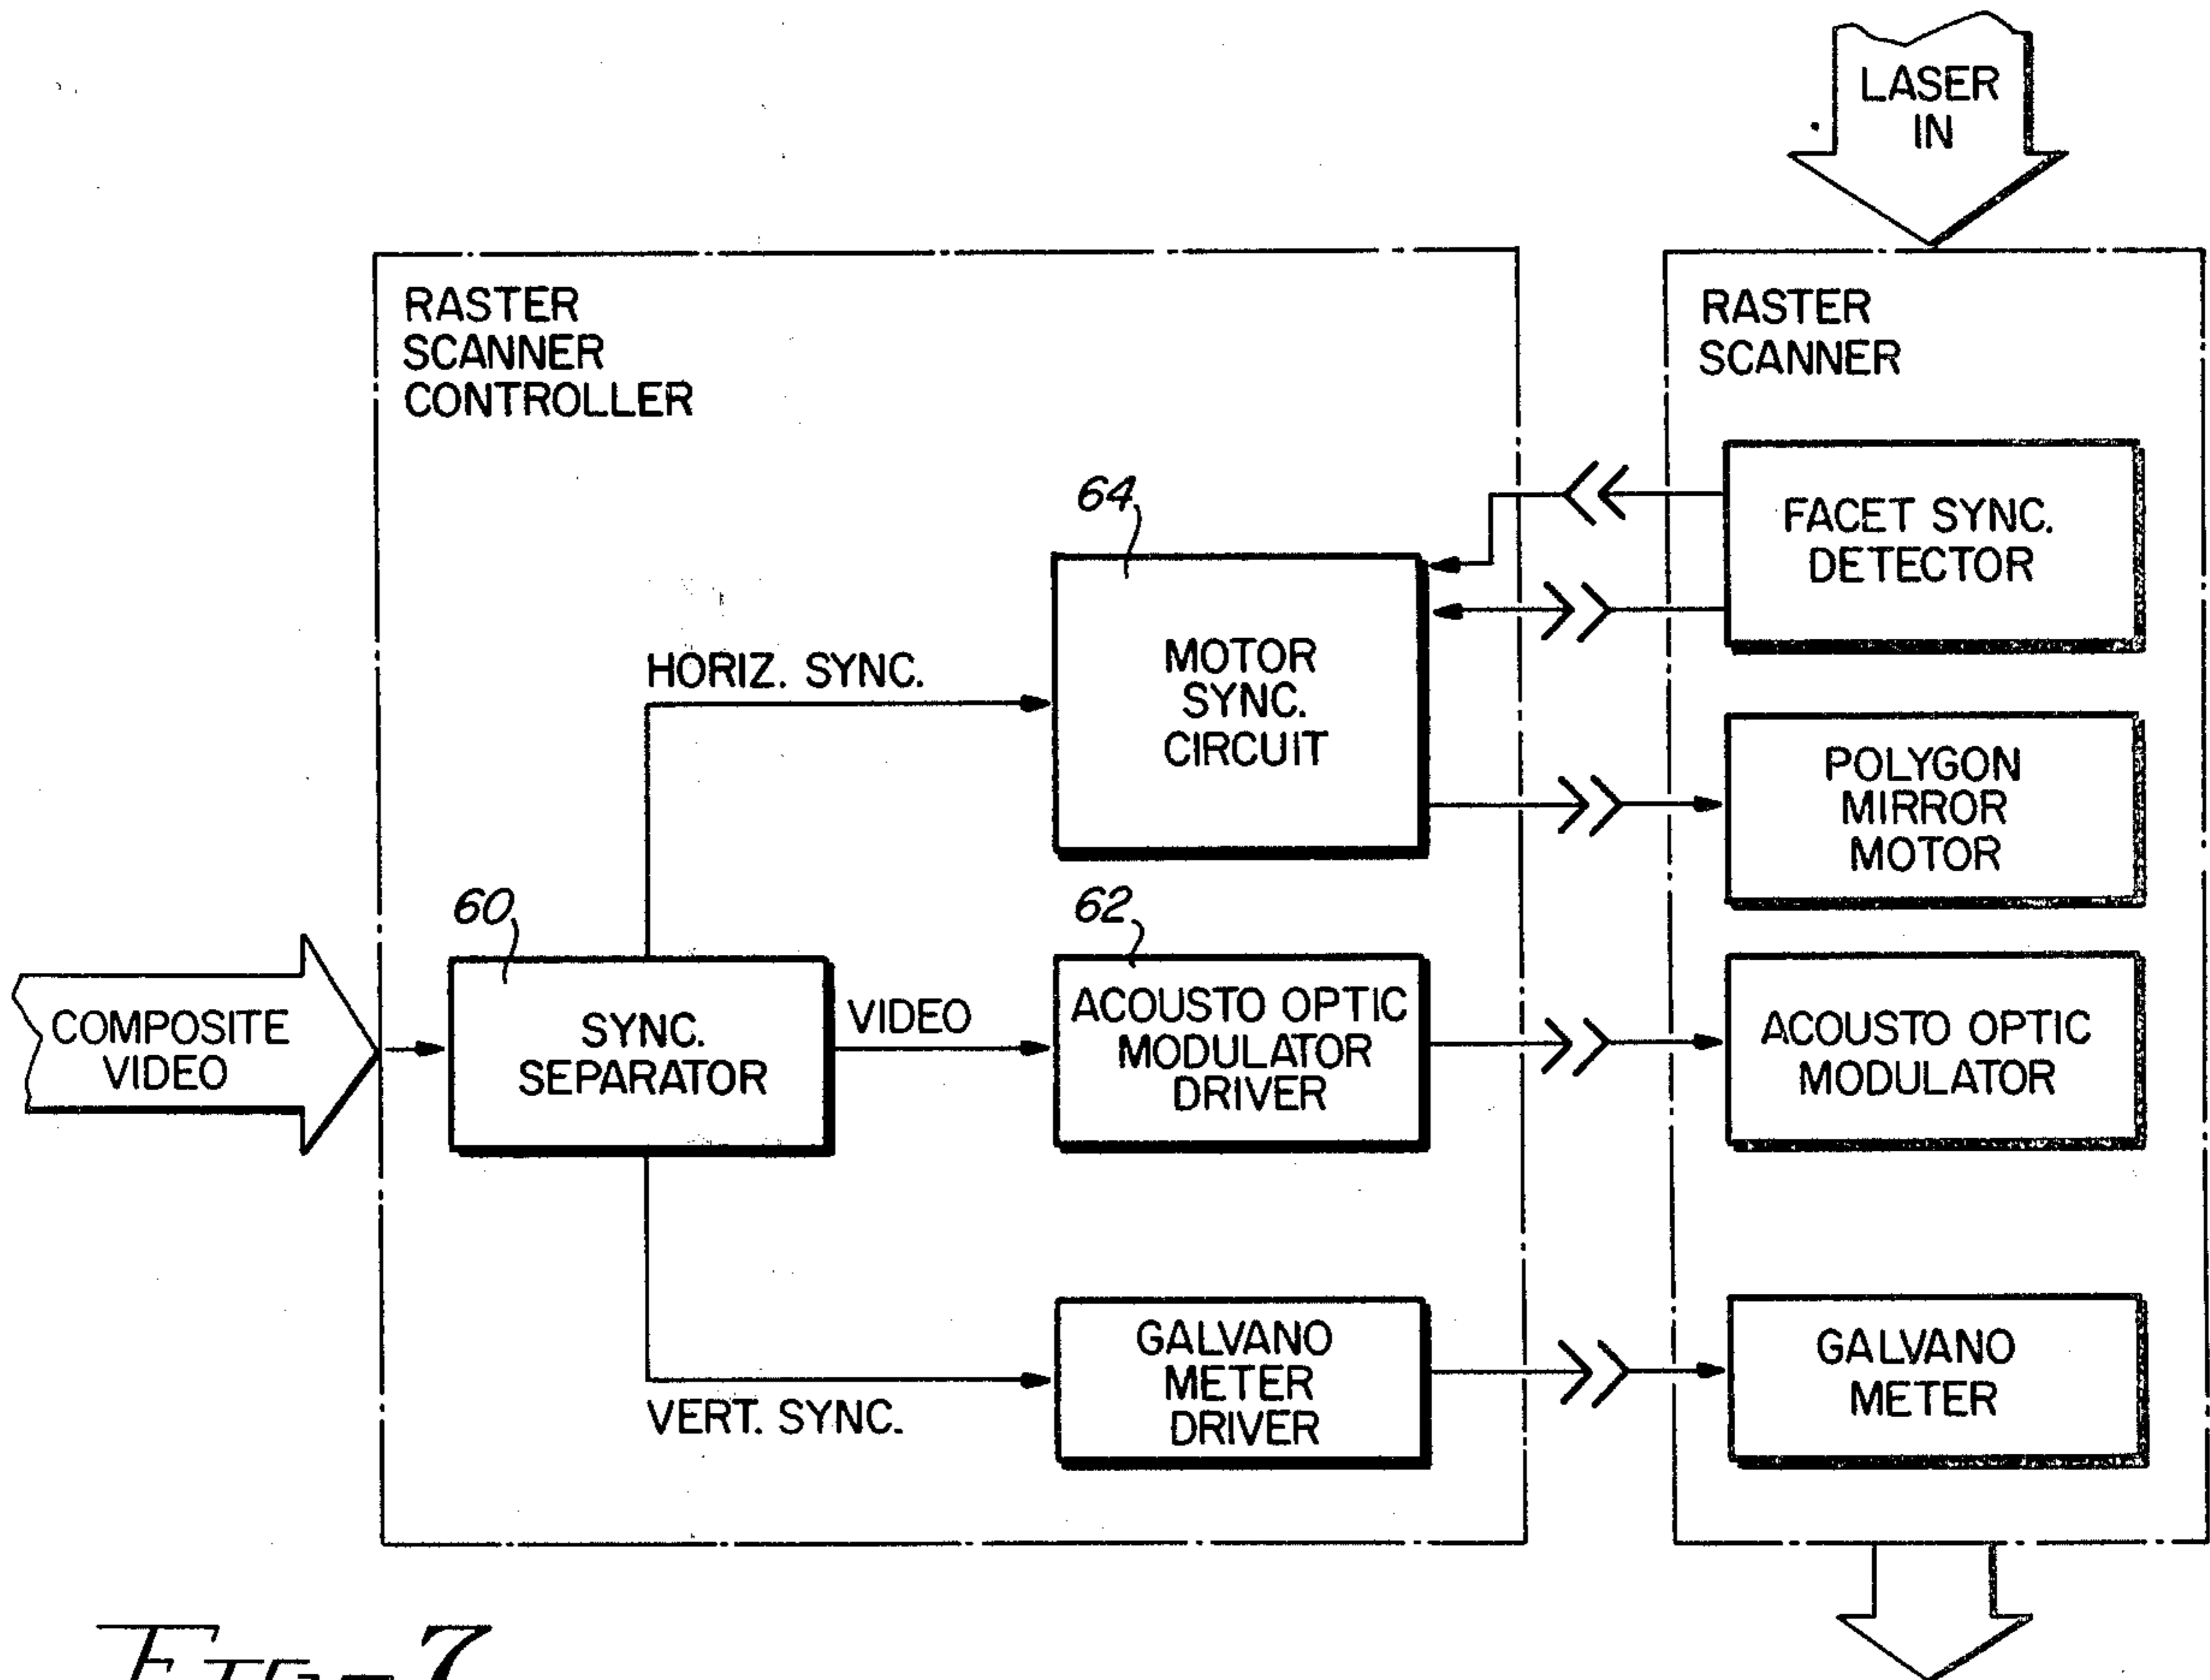 LASER
IN
RASTER
SCANNER
CONTROLLER
RASTER
SCANNER
64
FACET SYNC.
DETECTOR
HORIZ. SYNC.
MOTOR
SYNC.
CIRCUIT
POLYGON
MIRROR
MOTOR
60
62
COMPOSITE
VIDEO
SYNC.
SEPARATOR
VIDEO
ACOUSTO OPTIC
MODULATOR
DRIVER
ACOUSTO OPTIC
MODULATOR
VERT. SYNC.
GALVANO
METER
DRIVER
GALVANO
METER
FIG-7